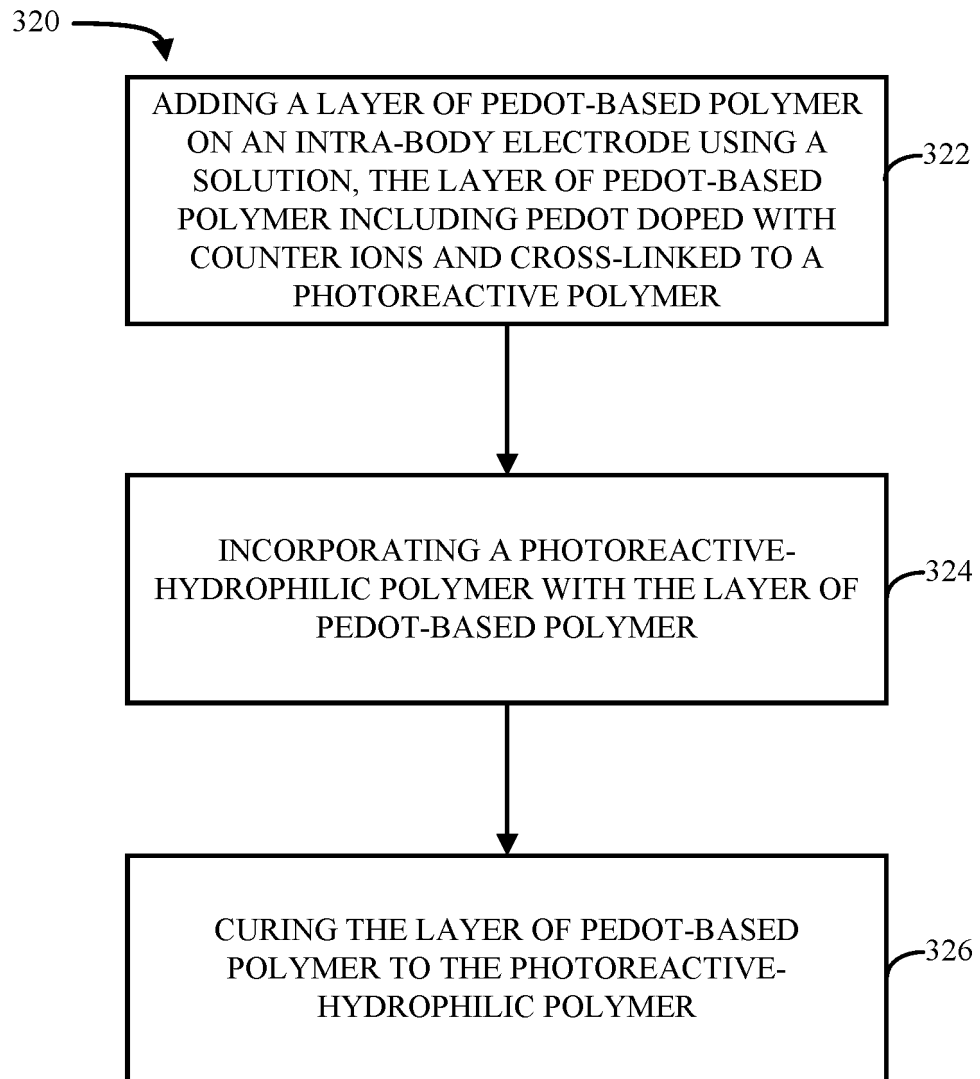 320
ADDING A LAYER OF PEDOT-BASED POLYMER
ON AN INTRA-BODY ELECTRODE USING A
SOLUTION, THE LAYER OF PEDOT-BASED
POLYMER INCLUDING PEDOT DOPED WITH
COUNTER IONS AND CROSS-LINKED TO A
PHOTOREACTIVE POLYMER
322
INCORPORATING A PHOTOREACTIVE-
HYDROPHILIC POLYMER WITH THE LAYER OF
PEDOT-BASED POLYMER
324
CURING THE LAYER OF PEDOT-BASED
POLYMER TO THE PHOTOREACTIVE-
HYDROPHILIC POLYMER
326